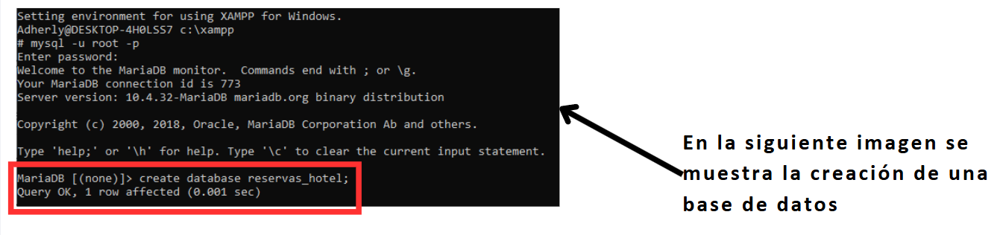 Setting environment for using XAMPP for Windows.
Adherly@DESKTOP-4H0LSS7 c:\xampp
# mysql -u root -p
Enter password:
Welcome to the MariaDB monitor.  Commands end with ; or \g.
Your MariaDB connection id is 773
Server version: 10.4.32-MariaDB mariadb.org binary distribution
Copyright (c) 2000, 2018, Oracle, MariaDB Corporation Ab and others.
Type 'help;' or '\h' for help. Type '\c' to clear the current input statement.
MariaDB [(none)]> create database reservas_hotel;
Query OK, 1 row affected (0.001 sec)
En la siguiente imagen se
muestra la creación de una
base de datos